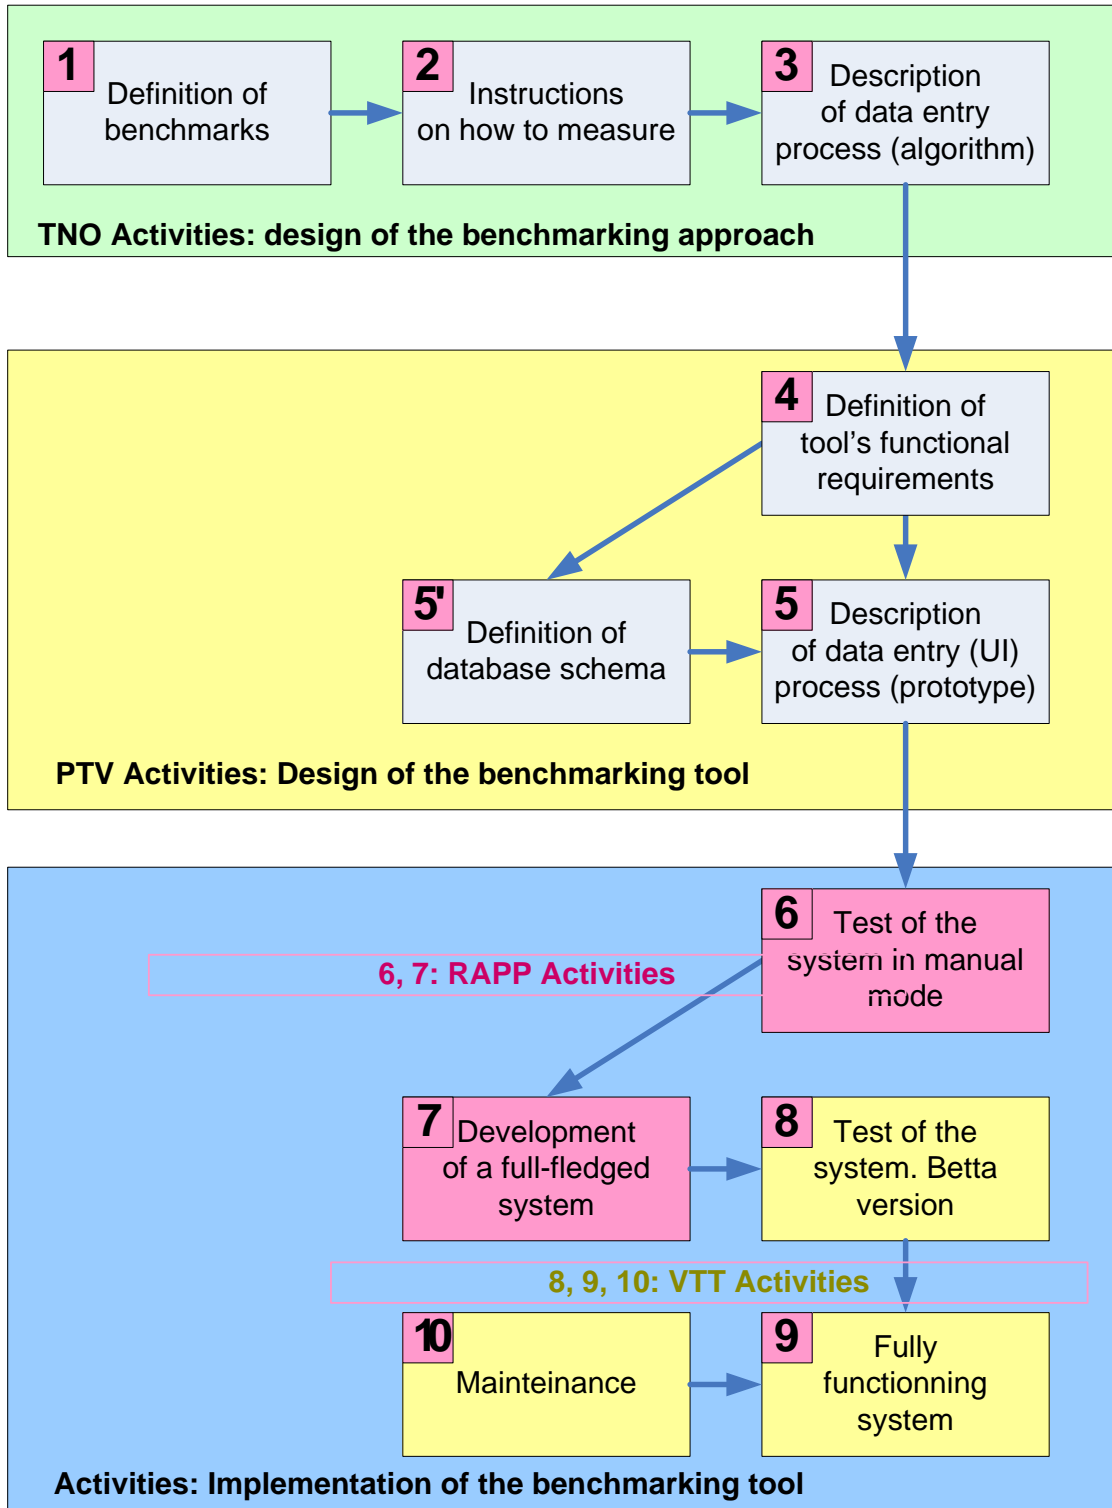 1
Definition of
benchmarks
2
Instructions
on how to measure
3
Description
of data entry
process (algorithm)
TNO Activities: design of the benchmarking approach
4
Definition of
tool's functional
requirements
5'
Definition of
database schema
5
Description
of data entry (UI)
process (prototype)
PTV Activities: Design of the benchmarking tool
6
Test of the
system in manual
mode
6, 7: RAPP Activities
7
Development
of a full-fledged
system
8
Test of the
system. Betta
version
8, 9, 10: VTT Activities
10
Mainteinance
9
Fully
functionning
system
Activities: Implementation of the benchmarking tool